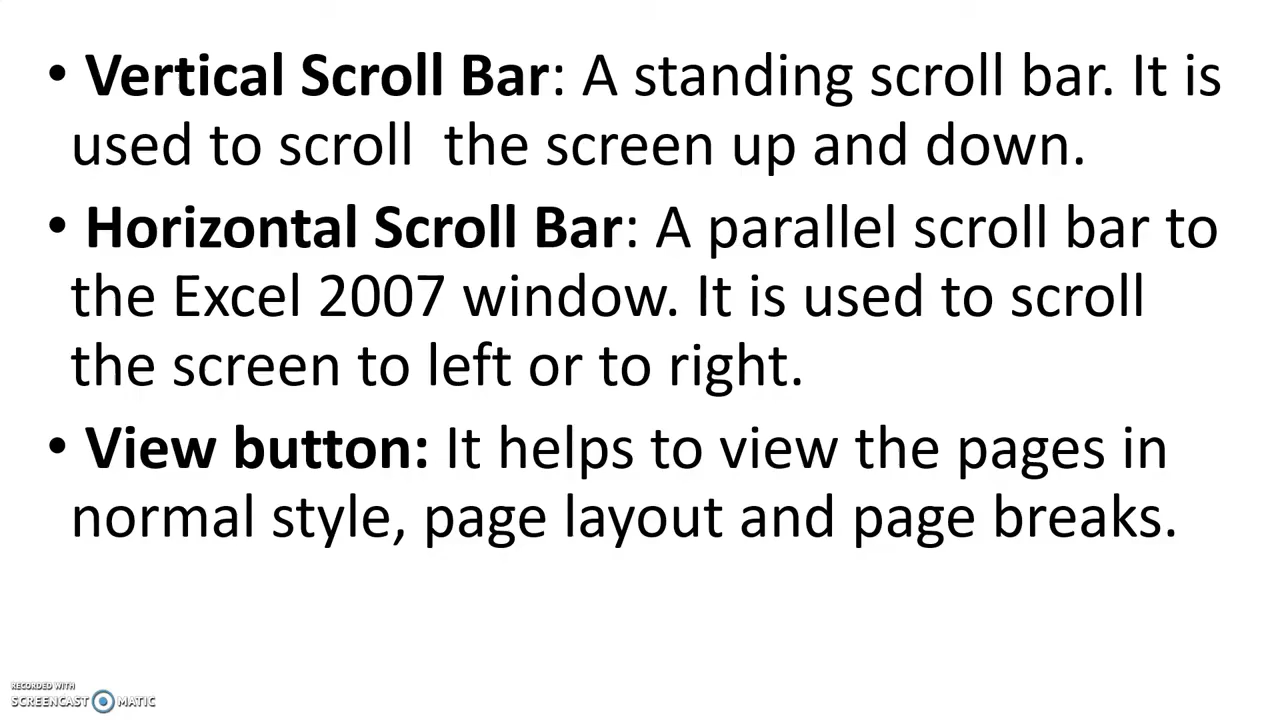 • Vertical Scroll Bar: A standing scroll bar. It is
used to scroll  the screen up and down.
• Horizontal Scroll Bar: A parallel scroll bar to
the Excel 2007 window. It is used to scroll
the screen to left or to right.
• View button: It helps to view the pages in
normal style, page layout and page breaks.
RECORDED WITH
SCREENCAST MATIC